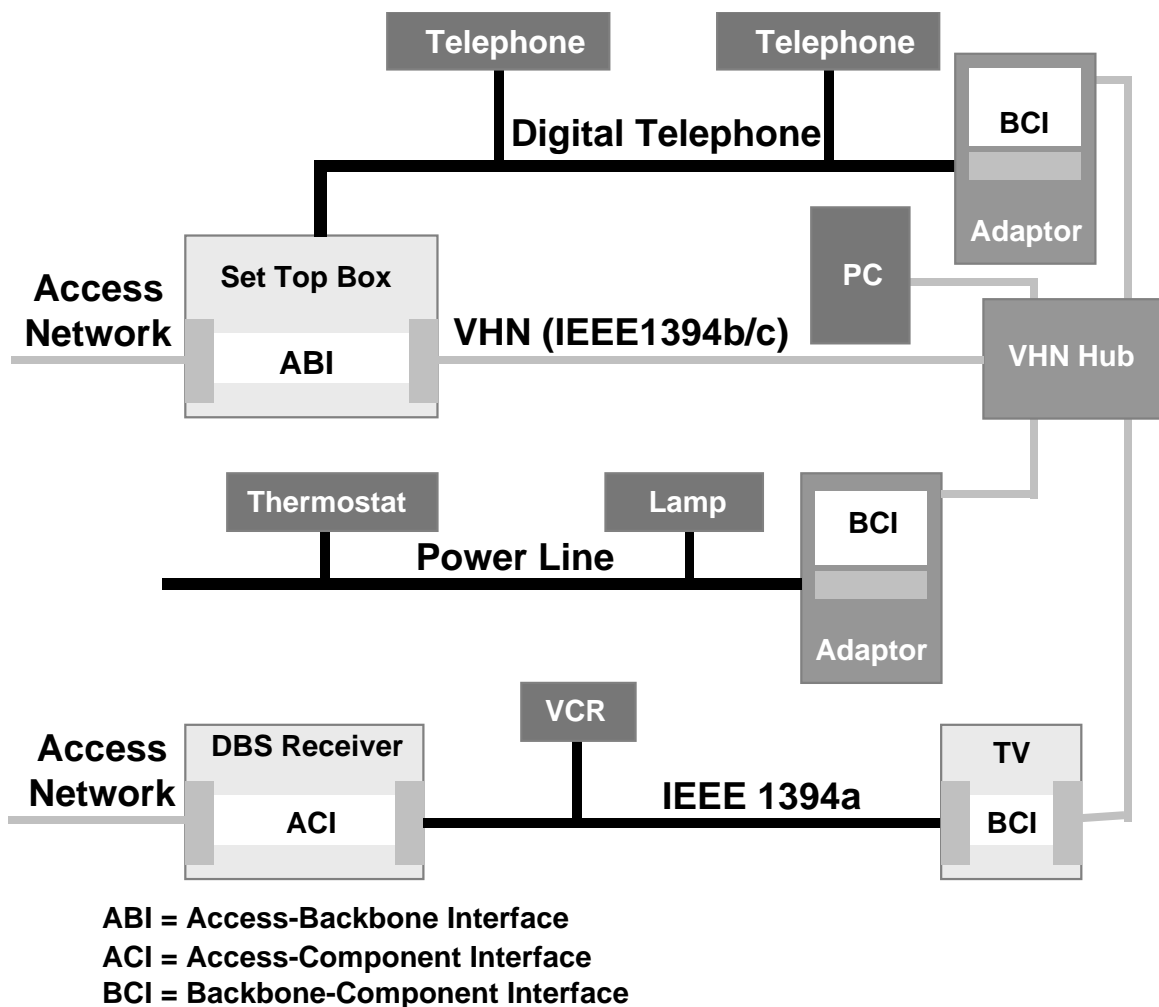 Telephone
Telephone
BCI
Digital Telephone
Adaptor
PC
Set Top Box
Access
Network
ABI
VHN (IEEE1394b/c)
VHN Hub
Thermostat
Lamp
BCI
Power Line
Adaptor
VCR
DBS Receiver
TV
Access
Network
ACI
IEEE 1394a
BCI
ABI = Access-Backbone Interface
ACI = Access-Component Interface
BCI = Backbone-Component Interface